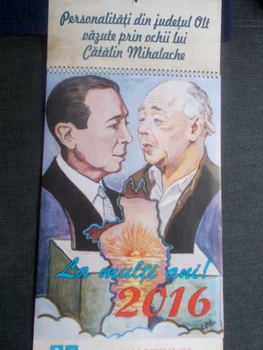 Personalități din județul Olt
văzute prin ochii lui
Cătălin Mihalache
La mulți ani!
2016